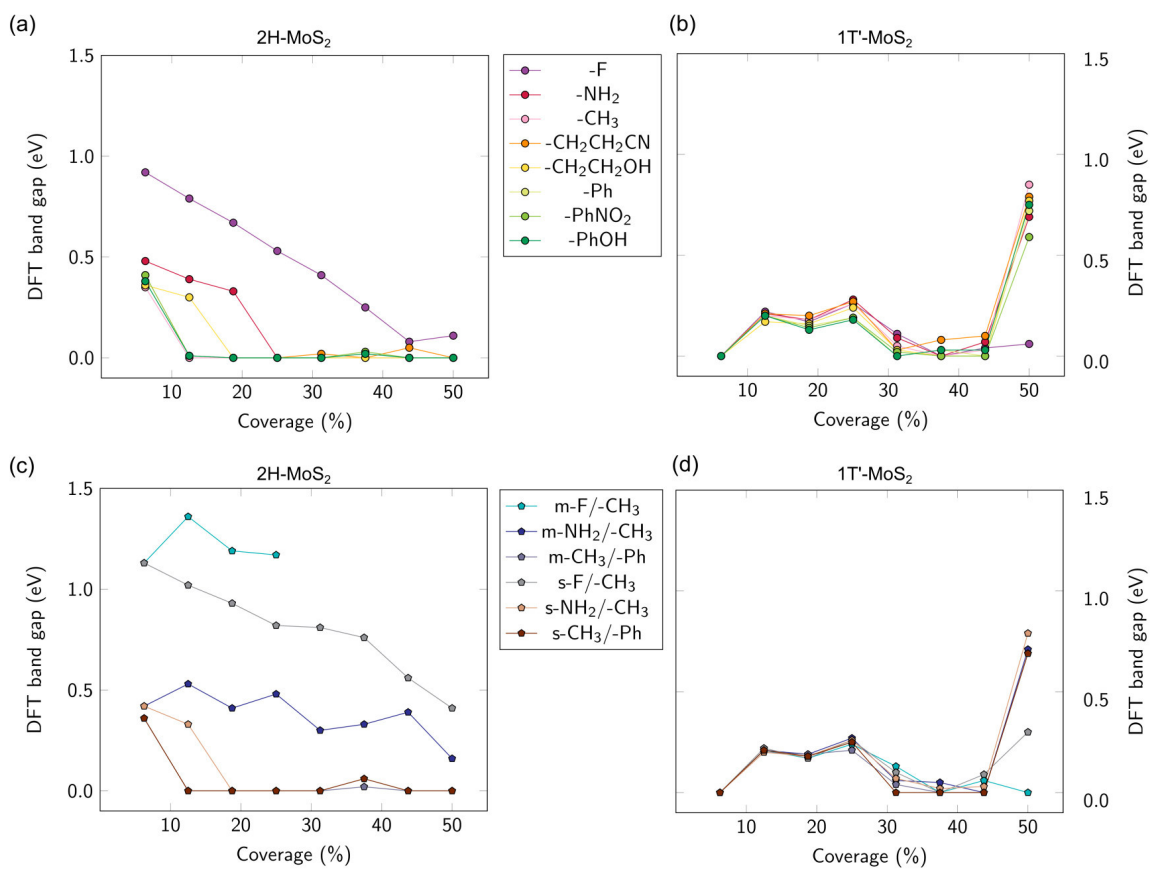 (a)
2H-MoS₂
1.5
1.0
0.5
0.0
DFT band gap (eV)
10
20
30
40
50
Coverage (%)
-F
-NH₂
-CH₃
-CH₂CH₂CN
-CH₂CH₂OH
-Ph
-PhNO₂
-PhOH
(b)
1T'-MoS₂
1.5
1.0
0.5
0.0
DFT band gap (eV)
10
20
30
40
50
Coverage (%)
(c)
2H-MoS₂
1.5
1.0
0.5
0.0
DFT band gap (eV)
10
20
30
40
50
Coverage (%)
m-F/-CH₃
m-NH₂/-CH₃
m-CH₃/-Ph
s-F/-CH₃
s-NH₂/-CH₃
s-CH₃/-Ph
(d)
1T'-MoS₂
1.5
1.0
0.5
0.0
DFT band gap (eV)
10
20
30
40
50
Coverage (%)